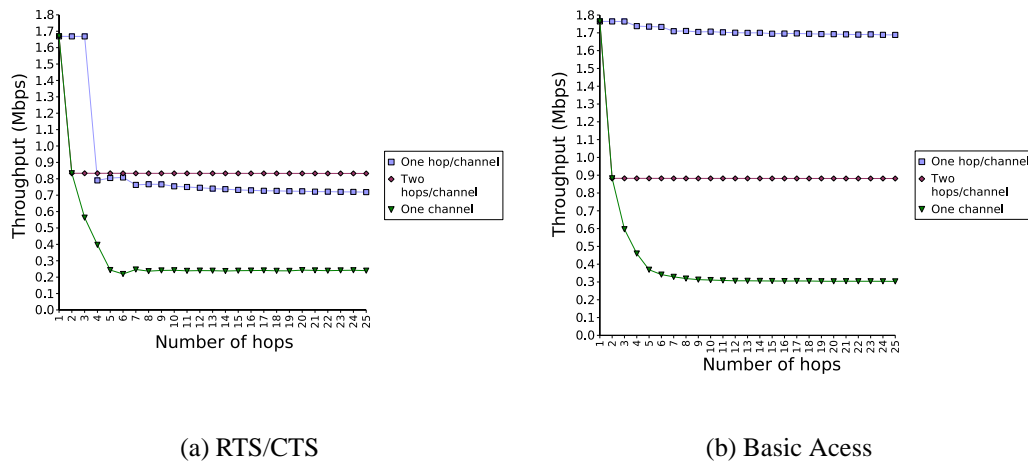 1.8
1.7
1.6
1.5
1.4
1.3
1.2
1.1
1.0
0.9
0.8
0.7
0.6
0.5
0.4
0.3
0.2
0.1
0.0
Throughput (Mbps)
1 2 3 4 5 6 7 8 9 10 11 12 13 14 15 16 17 18 19 20 21 22 23 24 25
Number of hops
One hop/channel
Two
hops/channel
One channel
(a) RTS/CTS
1.8
1.7
1.6
1.5
1.4
1.3
1.2
1.1
1.0
0.9
0.8
0.7
0.6
0.5
0.4
0.3
0.2
0.1
0.0
Throughput (Mbps)
1 2 3 4 5 6 7 8 9 10 11 12 13 14 15 16 17 18 19 20 21 22 23 24 25
Number of hops
One hop/channel
Two
hops/channel
One channel
(b) Basic Acess